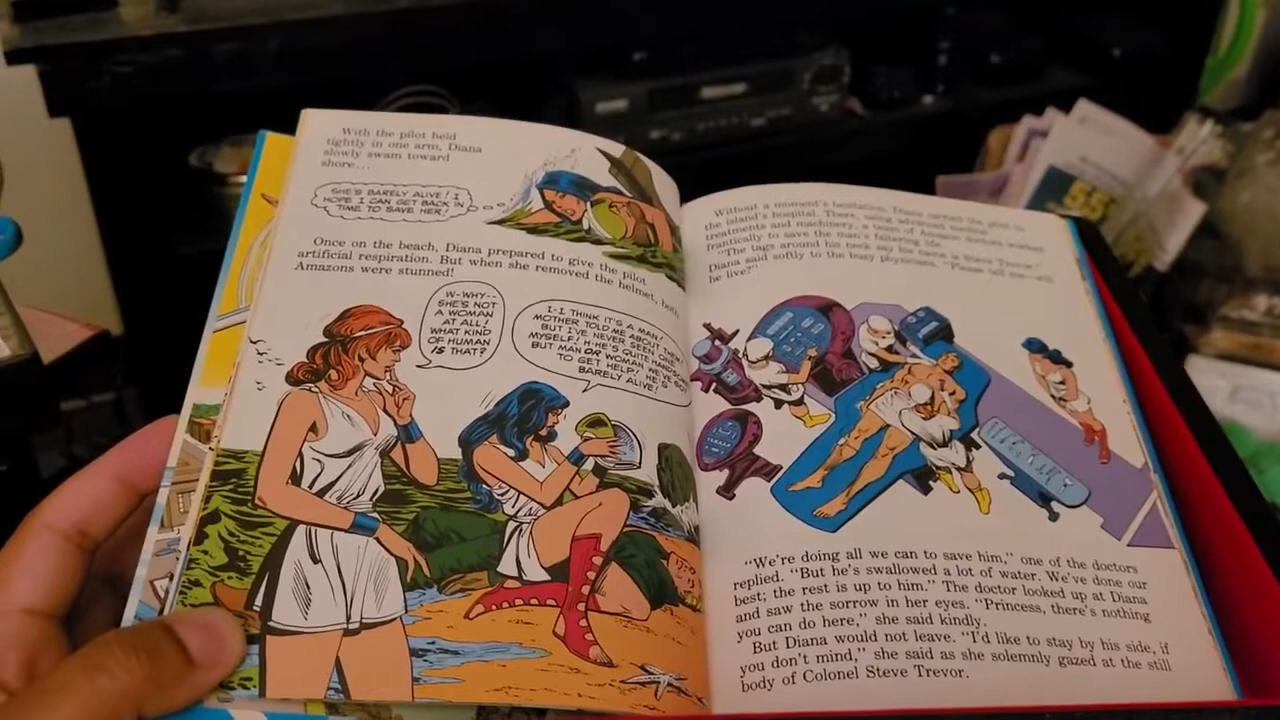 With the pilot held
tightly in one arm, Diana
slowly swam toward
shore...
SHE'S BARELY ALIVE! I
HOPE I CAN GET BACK IN
TIME TO SAVE HER!
Once on the beach, Diana prepared to give the pilot
artificial respiration. But when she removed the helmet, both
Amazons were stunned!
W-WHY--
SHE'S NOT
A WOMAN
AT ALL!
WHAT KIND
OF HUMAN
IS THAT?
I-I THINK IT'S A MAN!
MOTHER TOLD ME ABOUT THEM!
BUT I'VE NEVER SEEN ONE
MYSELF! H-HE'S QUITE HANDSOME
BUT MAN OR WOMAN WE'VE GOT
TO GET HELP! HE'S
BARELY ALIVE!
Without a moment's hesitation, Diana carried the pilot to
the island's hospital. There, using advanced medical
treatments and machinery, a team of Amazon doctors worked
frantically to save the man's faltering life.
"The tags around his neck say his name is Steve Trevor."
Diana said softly to the busy physicians. "Please tell me—will
he live?"
"We're doing all we can to save him," one of the doctors
replied. "But he's swallowed a lot of water. We've done our
best; the rest is up to him." The doctor looked up at Diana
and saw the sorrow in her eyes. "Princess, there's nothing
you can do here," she said kindly.
But Diana would not leave. "I'd like to stay by his side, if
you don't mind," she said as she solemnly gazed at the still
body of Colonel Steve Trevor.
55